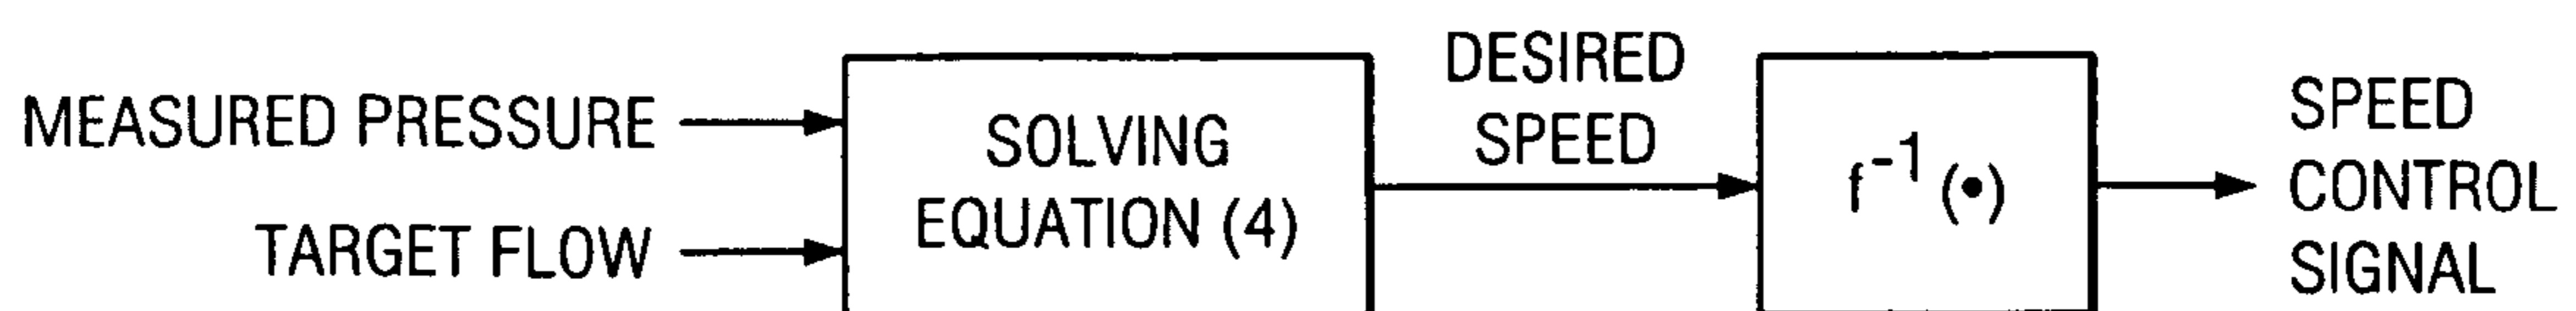 MEASURED PRESSURE
TARGET FLOW
SOLVING
EQUATION (4)
DESIRED
SPEED
f⁻¹ (•)
SPEED
CONTROL
SIGNAL